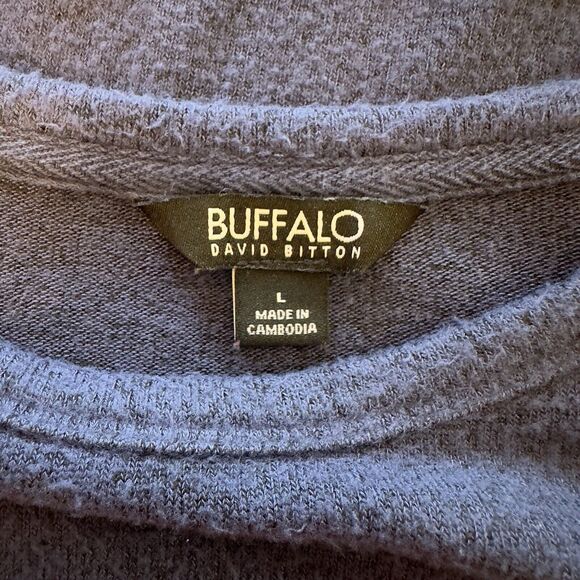 BUFFALO
DAVID BITTON
L
MADE IN
CAMBODIA